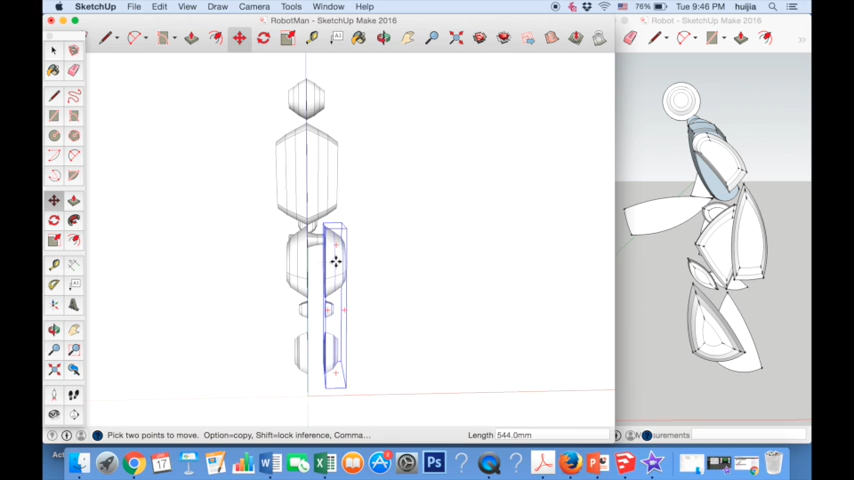 SketchUp File Edit View Camera Draw Tools Window Help 76% Tue 9:46 PM huijia
RobotMan - SketchUp Make 2016
Robot - SketchUp Make 2016
Pick two points to move. Option=copy, Shift=lock inference, Comma…
Length 544.0mm
Measurements
17
Ps